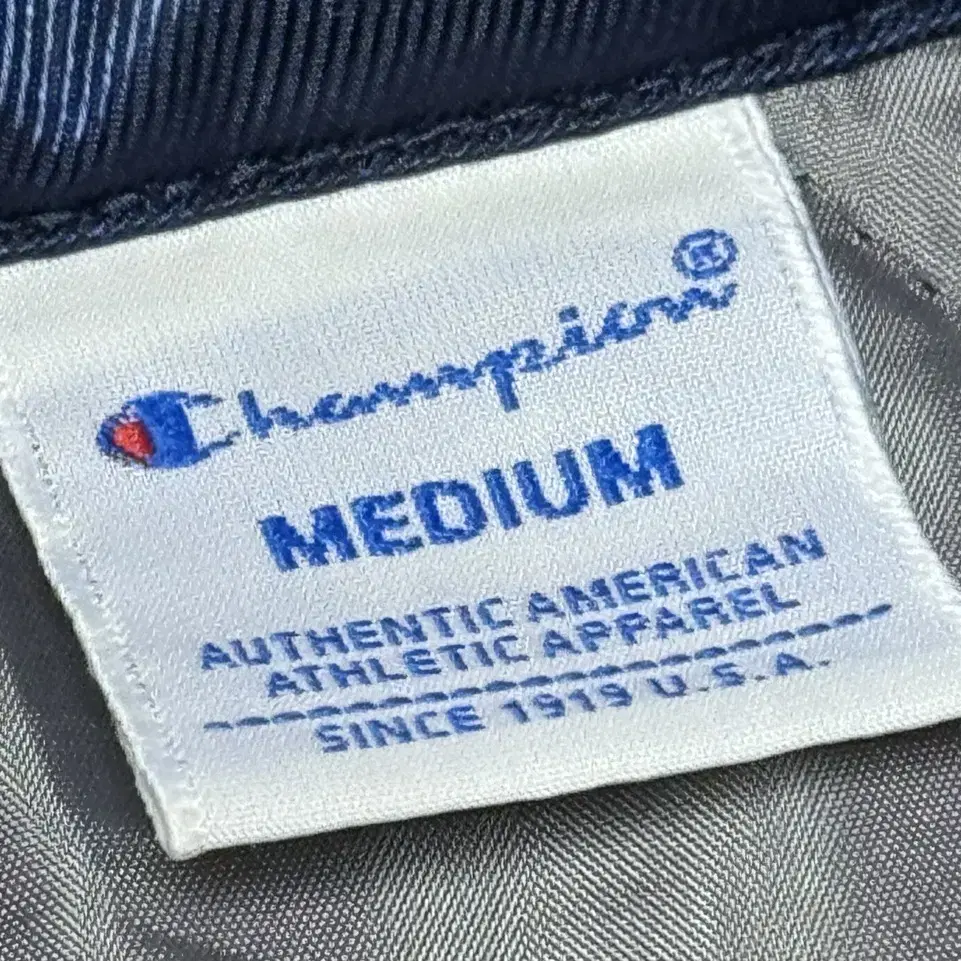 Champion®
MEDIUM
AUTHENTIC AMERICAN
ATHLETIC APPAREL
SINCE 1919 U.S.A.